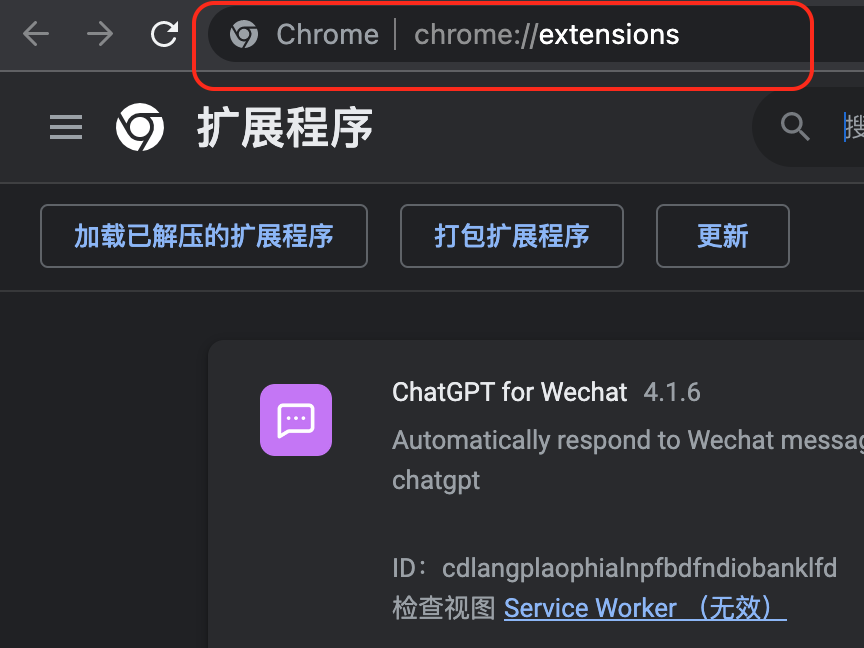 Chrome | chrome://extensions
扩展程序
加载已解压的扩展程序 打包扩展程序 更新
ChatGPT for Wechat 4.1.6
Automatically respond to Wechat
chatgpt
ID：cdlangplaophialnpfbdfndiobanklfd
检查视图 Service Worker （无效）